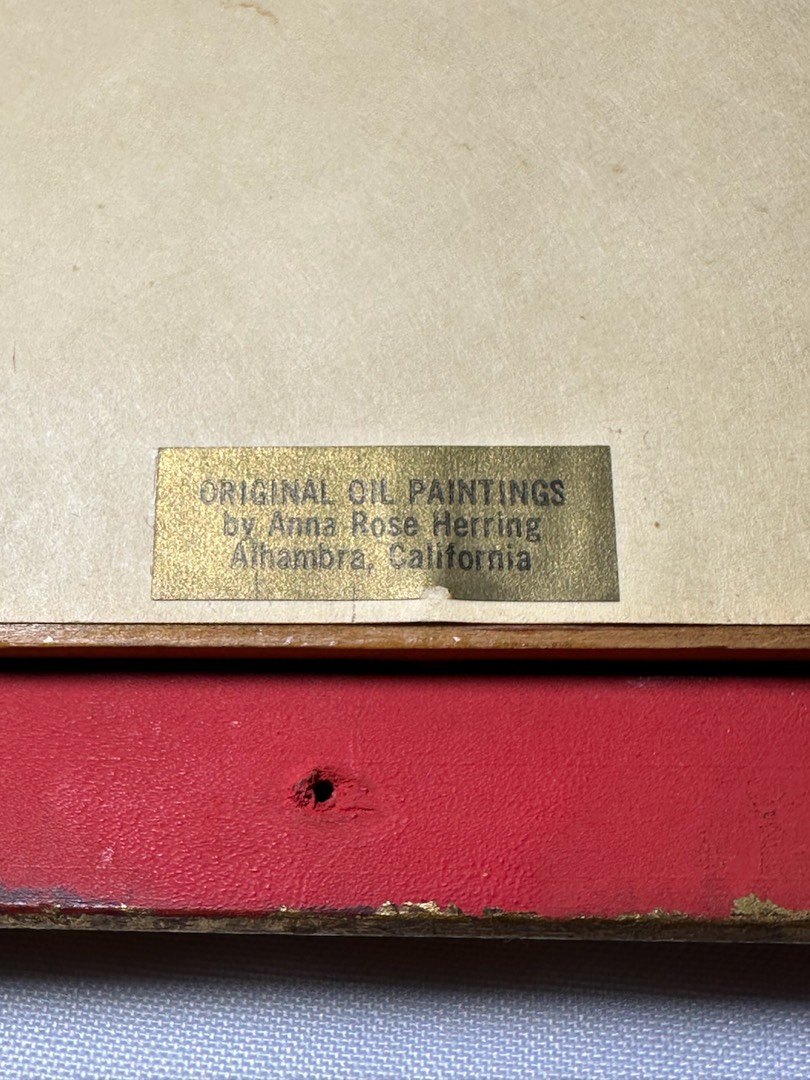 ORIGINAL OIL PAINTINGS
by Anna Rose Herring
Alhambra, California